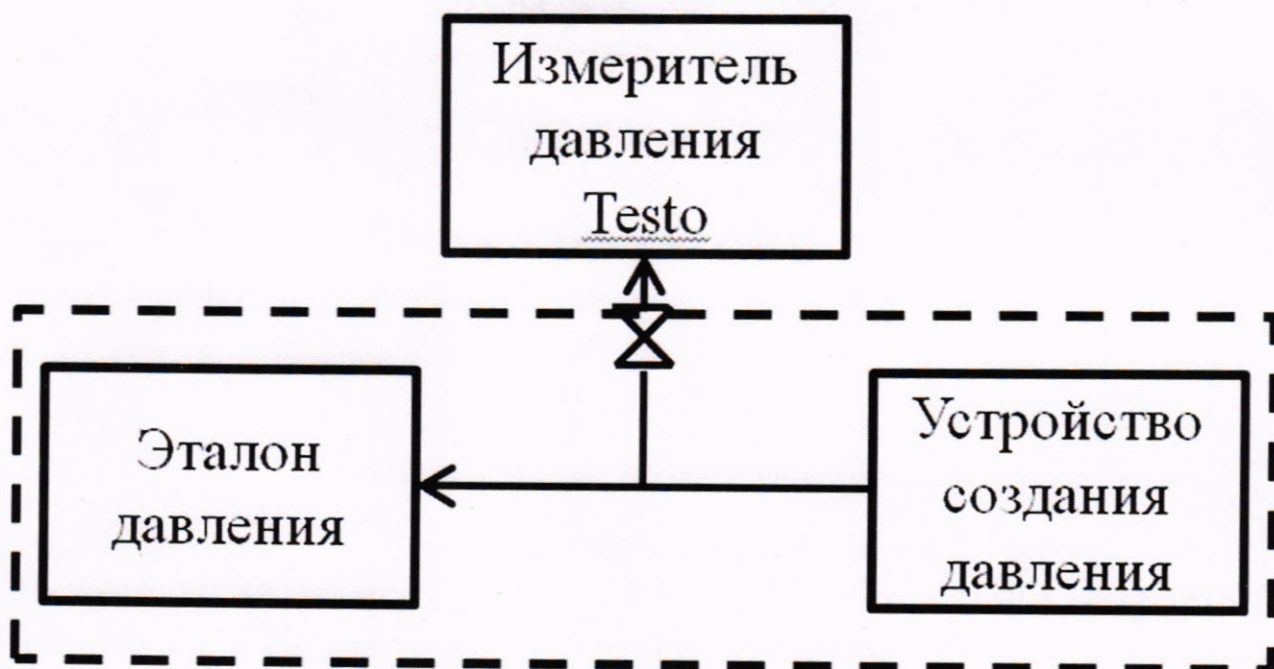 Измеритель
давления
Testo
Эталон
давления
Устройство
создания
давления